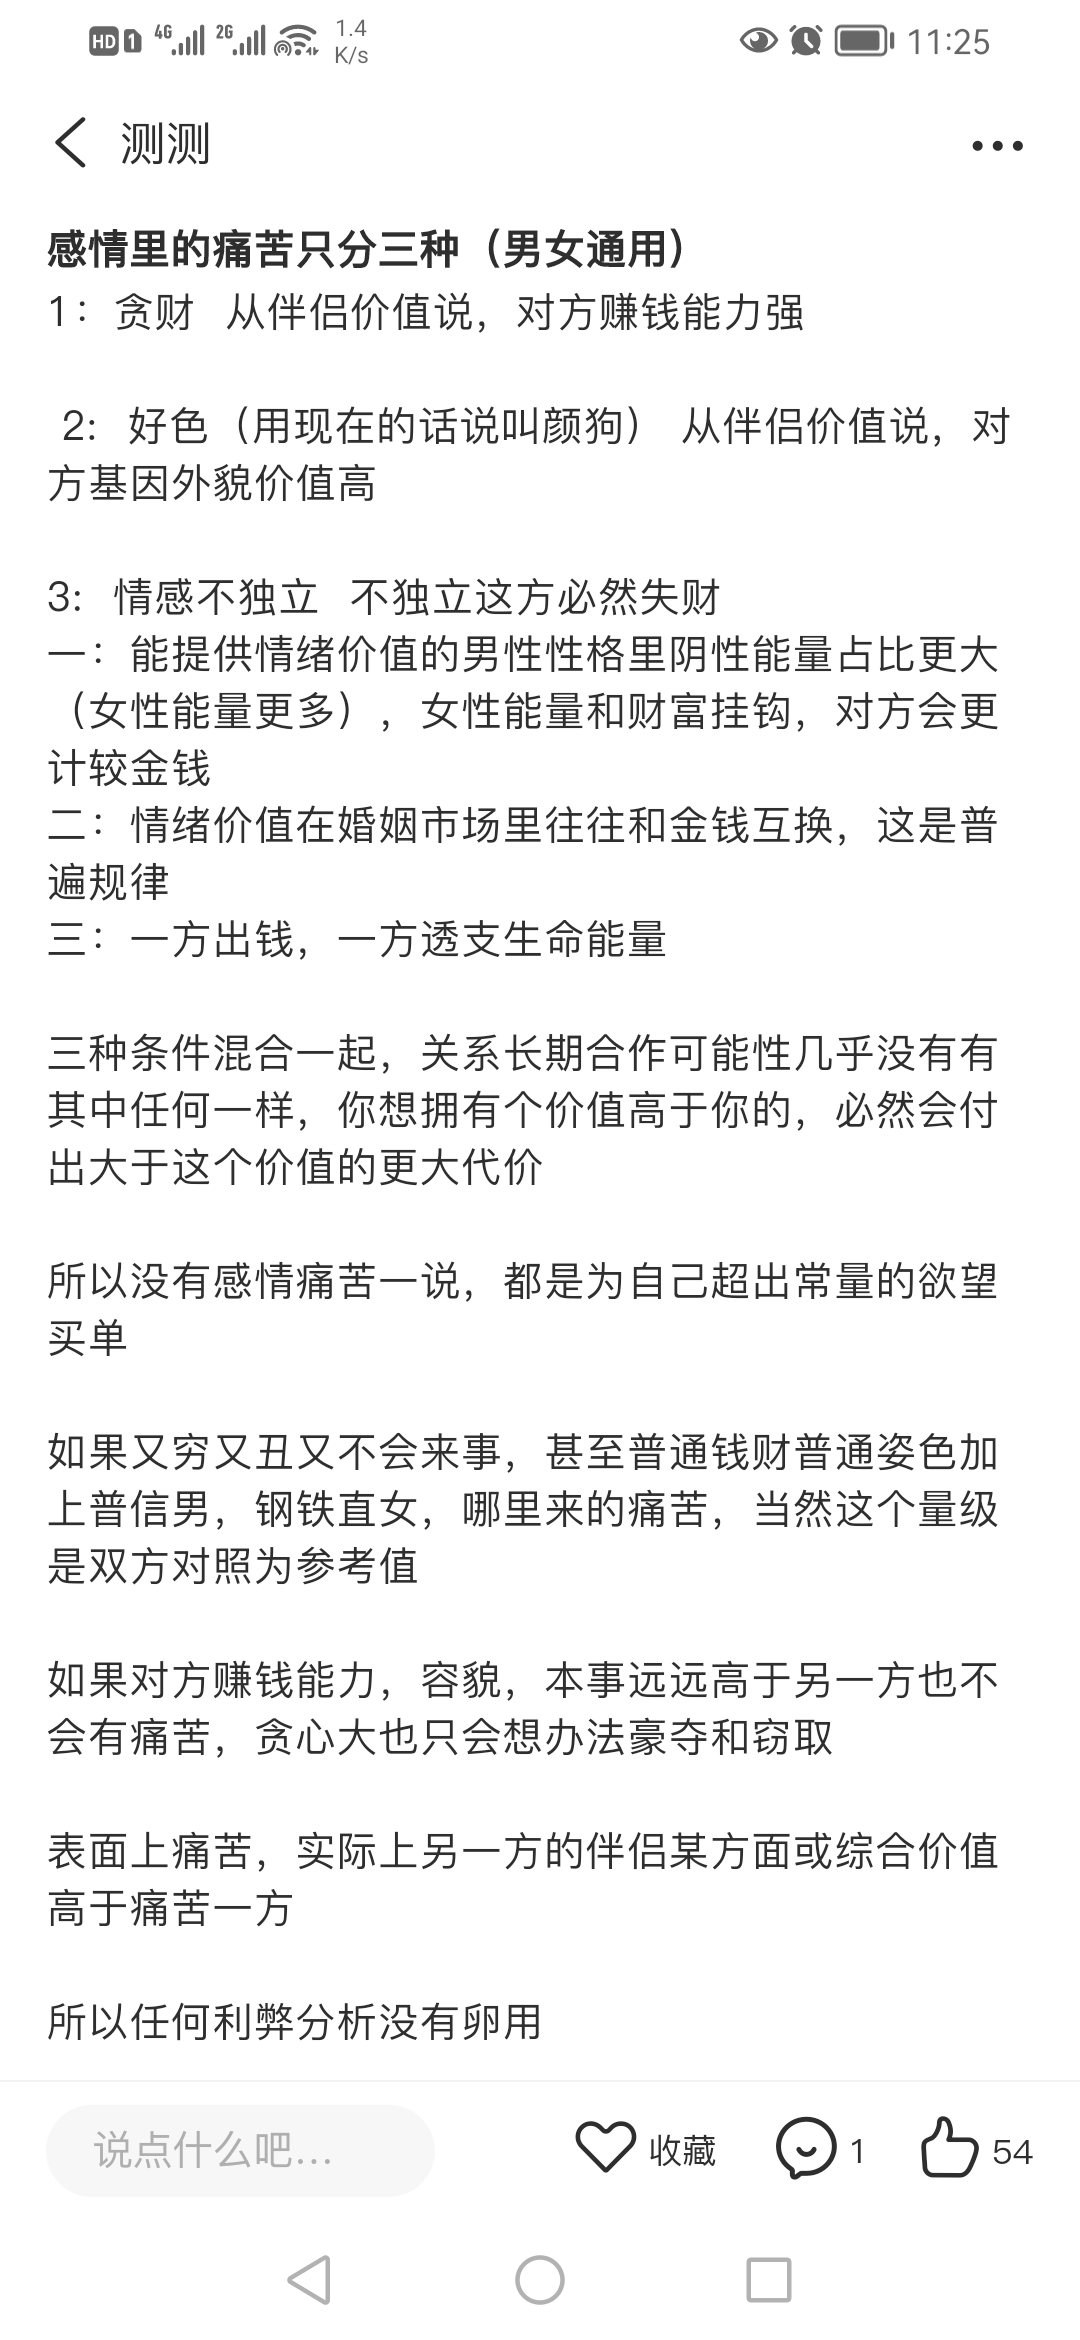 HD 1 4G 2G 1.4 K/s 11:25
测测
感情里的痛苦只分三种（男女通用）
1：贪财 从伴侣价值说，对方赚钱能力强
2：好色（用现在的话说叫颜狗） 从伴侣价值说，对
方基因外貌价值高
3：情感不独立 不独立这方必然失财
一：能提供情绪价值的男性性格里阴性能量占比更大
（女性能量更多），女性能量和财富挂钩，对方会更
计较金钱
二：情绪价值在婚姻市场里往往和金钱互换，这是普
遍规律
三：一方出钱，一方透支生命能量
三种条件混合一起，关系长期合作可能性几乎没有有
其中任何一样，你想拥有个价值高于你的，必然会付
出大于这个价值的更大代价
所以没有感情痛苦一说，都是为自己超出常量的欲望
买单
如果又穷又丑又不会来事，甚至普通钱财普通姿色加
上普信男，钢铁直女，哪里来的痛苦，当然这个量级
是双方对照为参考值
如果对方赚钱能力，容貌，本事远远高于另一方也不
会有痛苦，贪心大也只会想办法豪夺和窃取
表面上痛苦，实际上另一方的伴侣某方面或综合价值
高于痛苦一方
所以任何利弊分析没有卵用
说点什么吧... 收藏 1 54